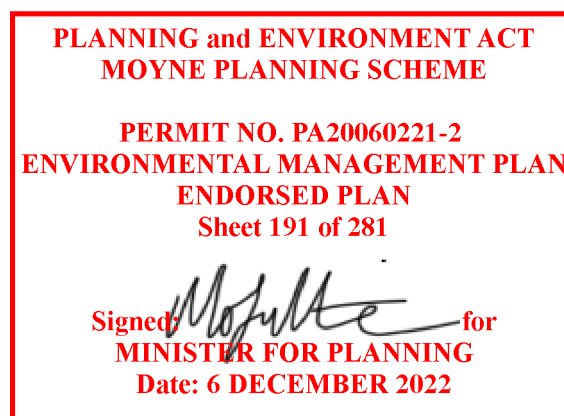 PLANNING and ENVIRONMENT ACT
MOYNE PLANNING SCHEME
PERMIT NO. PA20060221-2
ENVIRONMENTAL MANAGEMENT PLAN
ENDORSED PLAN
Sheet 191 of 281
Signed: for
MINISTER FOR PLANNING
Date: 6 DECEMBER 2022